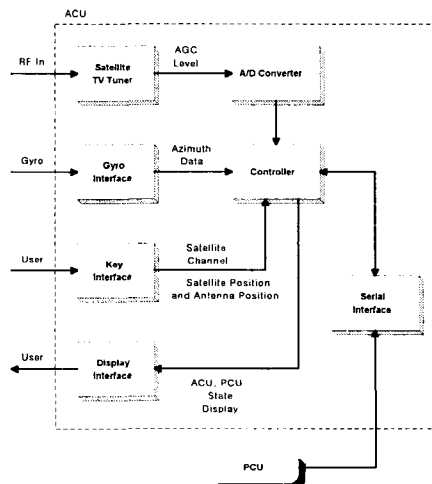 ACU
RF In
Satellite
TV Tuner
AGC
Level
A/D Converter
Gyro
Gyro
Interface
Azimuth
Data
Controller
User
Key
Interface
Satellite
Channel
Satellite Position
and Antenna Position
Serial
Interface
User
Display
Interface
ACU, PCU
State
Display
PCU